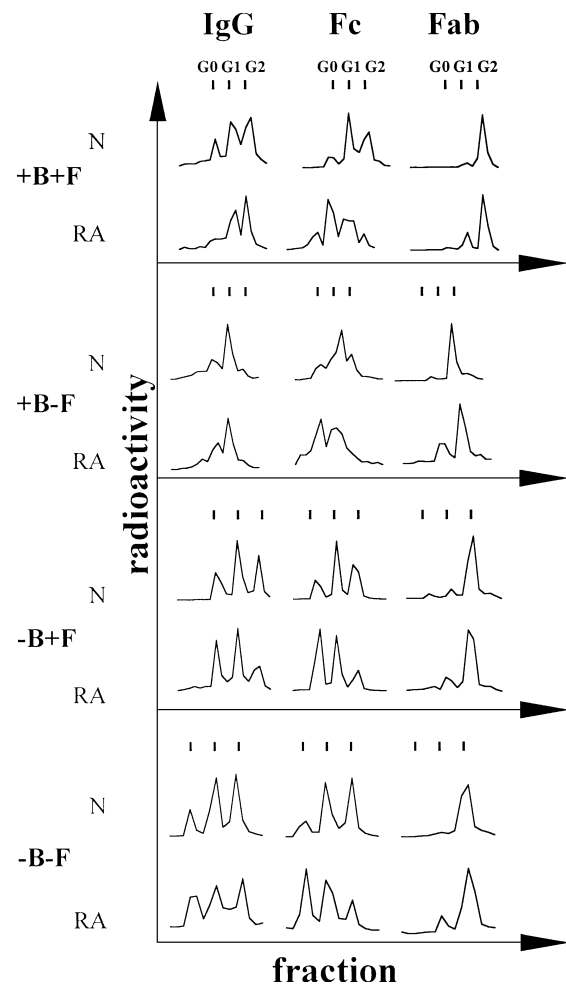 IgG Fc Fab
G0 G1 G2 G0 G1 G2 G0 G1 G2
N
+B+F
RA
N
+B-F
RA
N
-B+F
RA
N
-B-F
RA
radioactivity
fraction